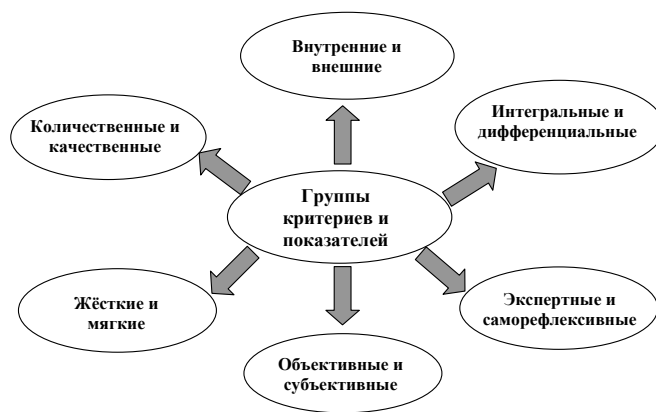 Внутренние и
внешние
Количественные и
качественные
Интегральные и
дифференциальные
Группы
критериев и
показателей
Жёсткие и
мягкие
Экспертные и
саморефлексивные
Объективные и
субъективные